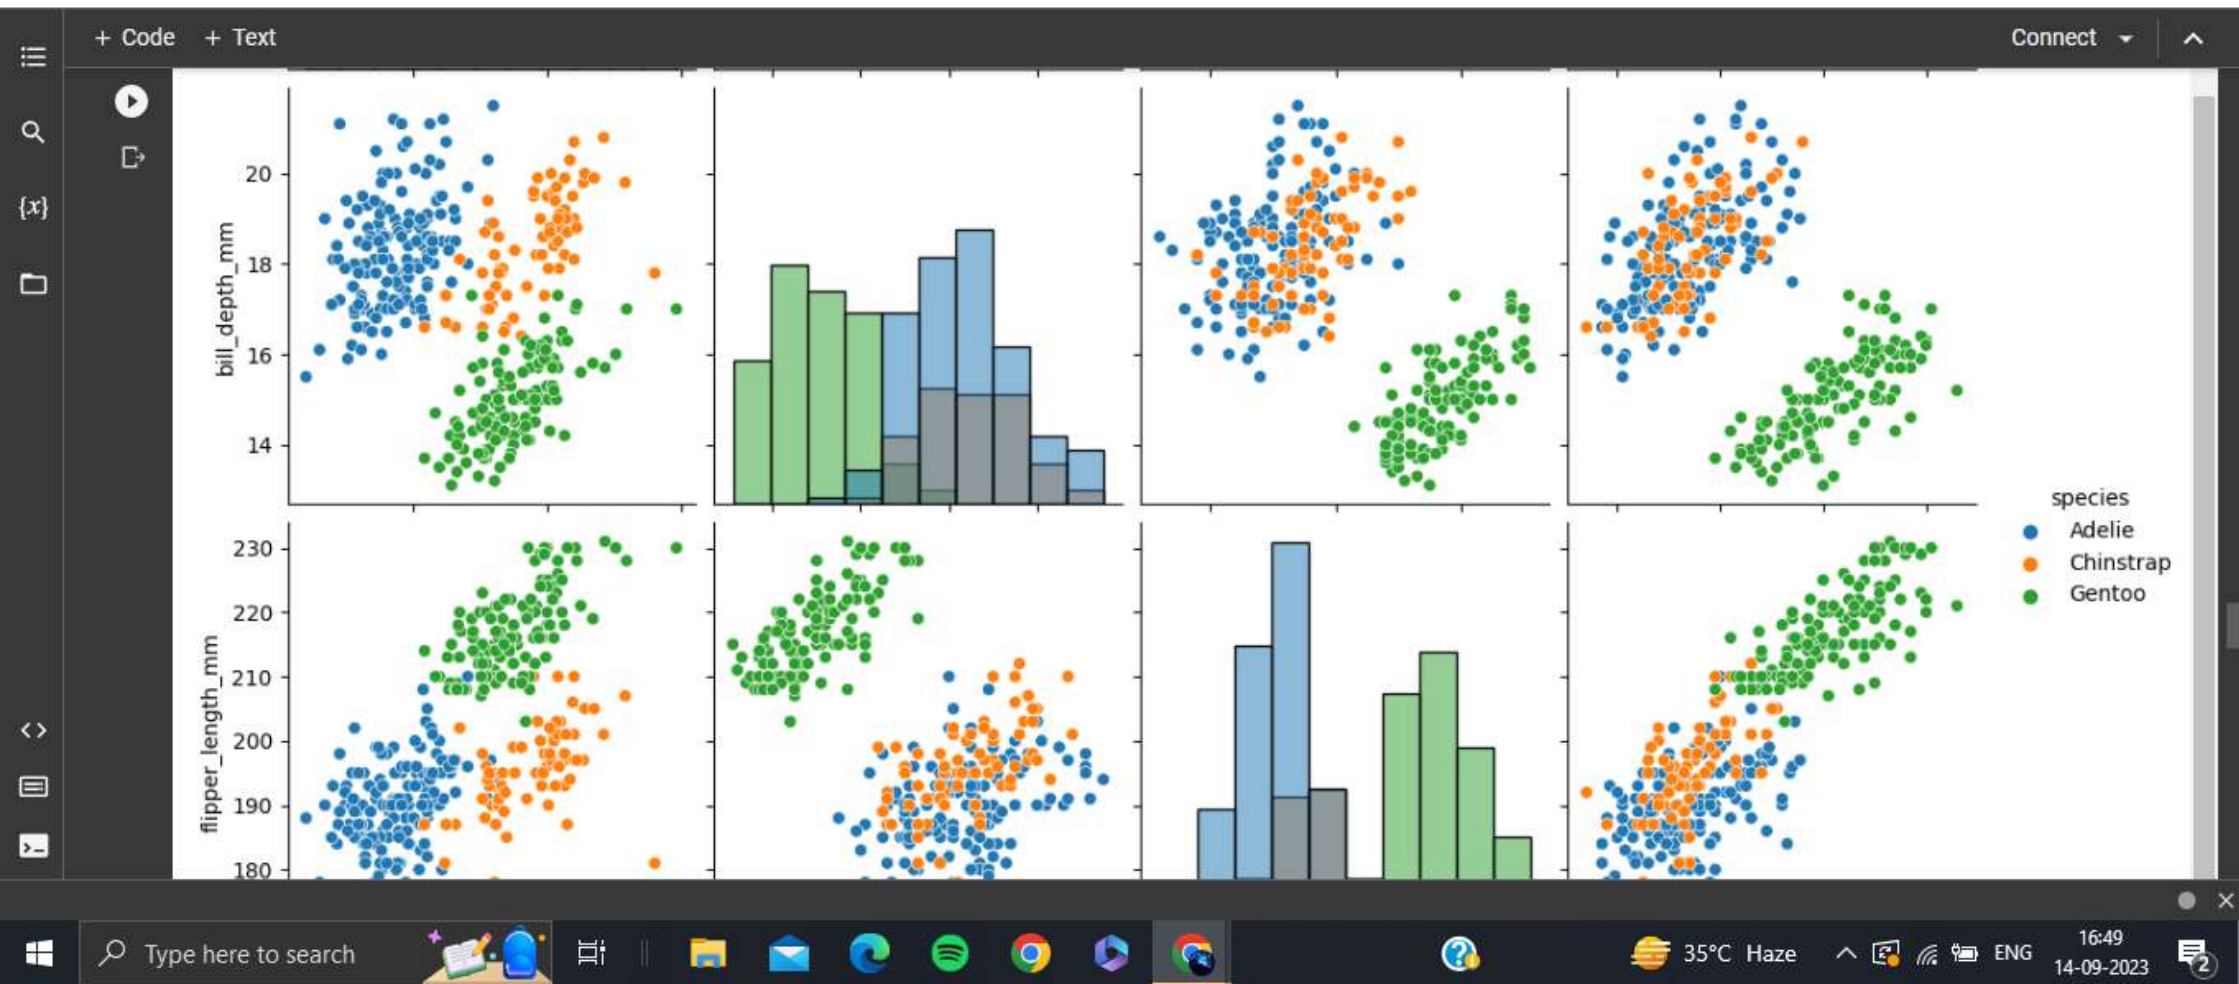 + Code + Text
Connect
{x}
bill_depth_mm
20
18
16
14
flipper_length_mm
230
220
210
200
190
180
species
Adelie
Chinstrap
Gentoo
Type here to search
35°C Haze
ENG
16:49
14-09-2023
2